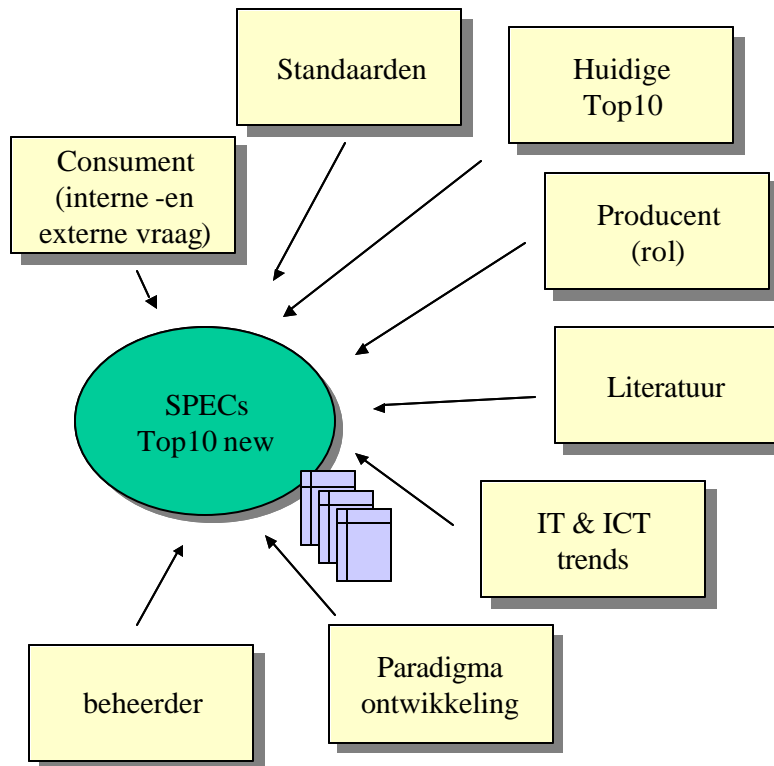 Standaarden
Huidige
Top10
Consument
(interne -en
externe vraag)
Producent
(rol)
Literatuur
SPECs
Top10 new
IT & ICT
trends
Paradigma
ontwikkeling
beheerder